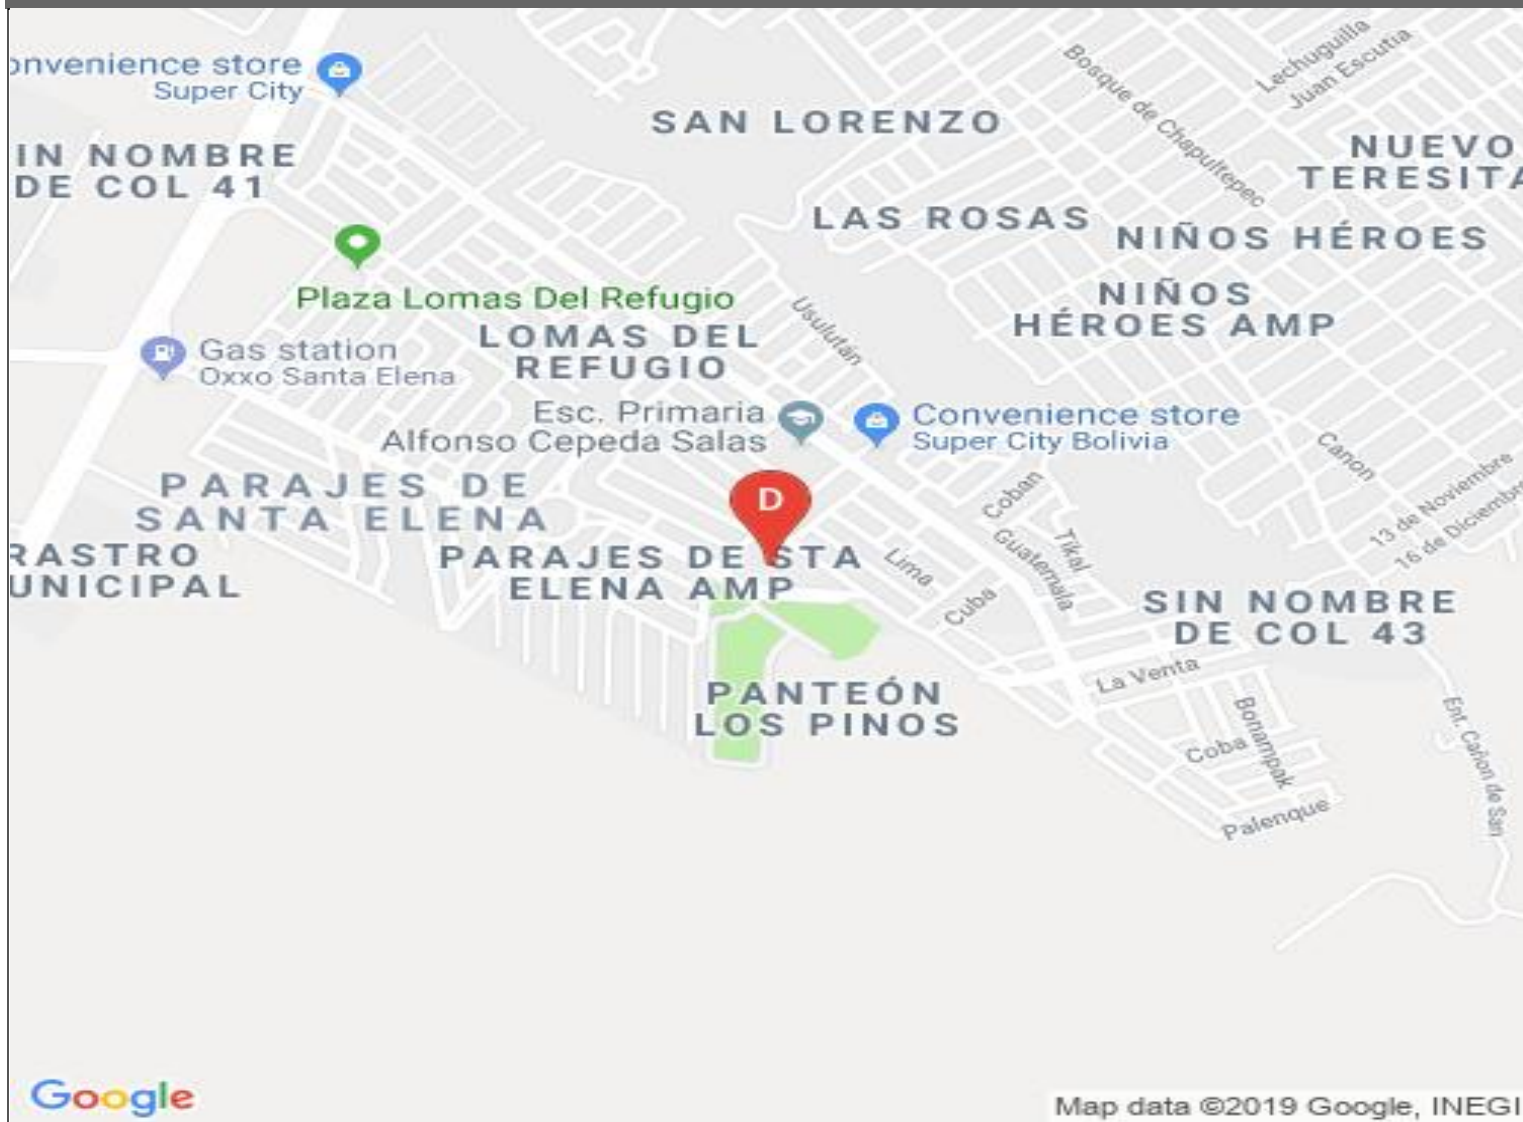 onvenience store
Super City
IN NOMBRE
DE COL 41
SAN LORENZO
Bosque de Chapultepec
Lechuguilla
Juan Escutia
NUEVO
TERESITA
LAS ROSAS
NIÑOS HÉROES
NIÑOS
HÉROES AMP
Plaza Lomas Del Refugio
LOMAS DEL
REFUGIO
Usulután
Gas station
Oxxo Santa Elena
Esc. Primaria
Alfonso Cepeda Salas
Convenience store
Super City Bolivia
Canon
13 de Noviembre
16 de Diciembre
PARAJES DE
SANTA ELENA
D
Coban
Tikal
Guatemala
RASTRO
UNICIPAL
PARAJES DE STA
ELENA AMP
Lima
Cuba
SIN NOMBRE
DE COL 43
La Venta
PANTEÓN
LOS PINOS
Bonampak
Coba
Palenque
Ent. Cañon de San
Google
Map data ©2019 Google, INEGI